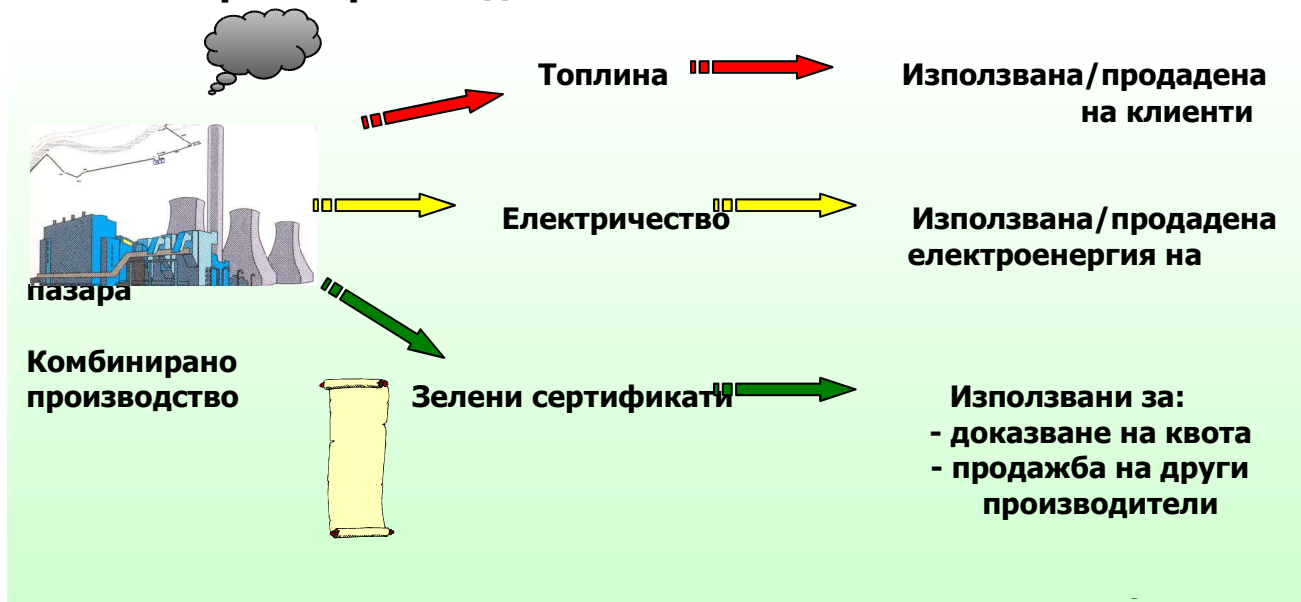 Топлина
Използвана/продадена
на клиенти
Електричество
Използвана/продадена
електроенергия на
пазара
Комбинирано
производство
Зелени сертификати
Използвани за:
- доказване на квота
- продажба на други
производители